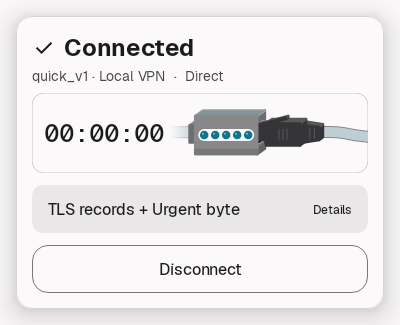 Connected
quick_v1 · Local VPN · Direct
00:00:00
TLS records + Urgent byte
Details
Disconnect